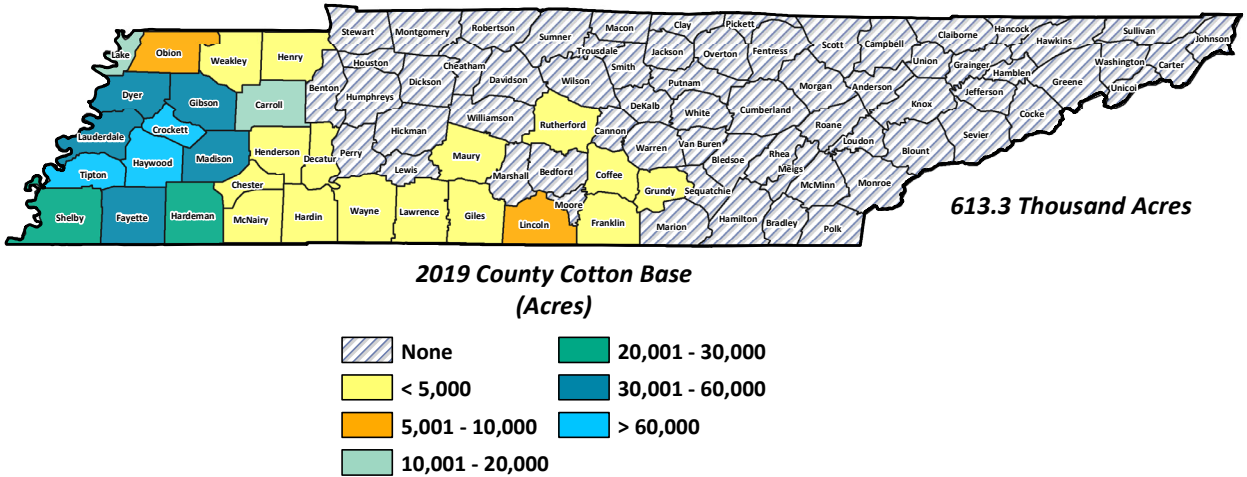 Lake
Obion
Weakley
Henry
Stewart
Montgomery
Robertson
Sumner
Macon
Clay
Pickett
Scott
Campbell
Claiborne
Hancock
Hawkins
Sullivan
Johnson
Houston
Cheatham
Trousdale
Jackson
Overton
Fentress
Union
Grainger
Hamblen
Washington
Carter
Dyer
Gibson
Carroll
Benton
Humphreys
Dickson
Davidson
Wilson
Smith
Putnam
Morgan
Anderson
Knox
Jefferson
Greene
Unicoi
Lauderdale
Crockett
Hickman
Williamson
Rutherford
DeKalb
White
Cumberland
Roane
Cocke
Sevier
Tipton
Haywood
Madison
Henderson
Decatur
Perry
Lewis
Maury
Cannon
Warren
Van Buren
Bledsoe
Rhea
Loudon
Blount
Meigs
Chester
Marshall
Bedford
Coffee
Grundy
Sequatchie
McMinn
Monroe
Shelby
Fayette
Hardeman
McNairy
Hardin
Wayne
Lawrence
Giles
Lincoln
Moore
Franklin
Marion
Hamilton
Bradley
Polk
613.3 Thousand Acres
2019 County Cotton Base
(Acres)
None
< 5,000
5,001 - 10,000
10,001 - 20,000
20,001 - 30,000
30,001 - 60,000
> 60,000